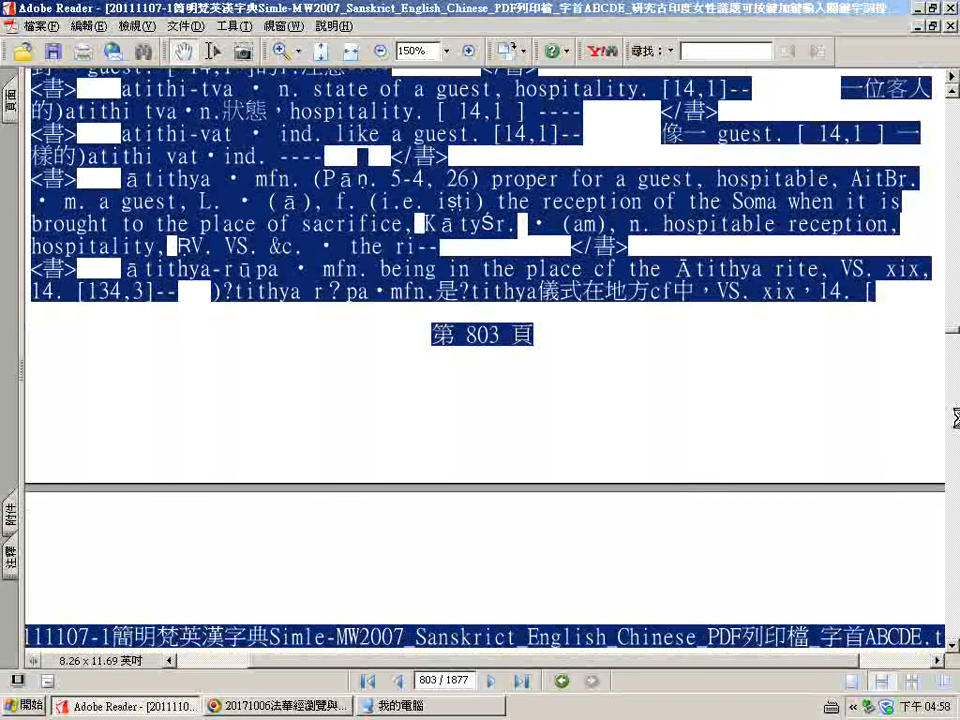 Adobe Reader - [20111107-1簡明梵英漢字典Simle-MW2007_Sanskrict_English_Chinese_PDF列印檔_字首ABCDE_研究古印度女性議題可按鍵加鍵輸入關鍵字詞搜
檔案(F) 編輯(E) 檢視(V) 文件(D) 工具(T) 視窗(W) 說明(H)
150% Y! 尋找:
頁面
guest. [ 14,1 ]
<書> atithi-tva ・ n. state of a guest, hospitality. [14,1]-- 一位客人
的)atithi tva・n.狀態，hospitality. [ 14,1 ] ---- </書>
<書> atithi-vat ・ ind. like a guest. [14,1]-- 像一 guest. [ 14,1 ] 一
樣的)atithi vat・ind. ---- </書>
<書> ātithya ・ mfn. (Pāṇ. 5-4, 26) proper for a guest, hospitable, AitBr.
・ m. a guest, L. ・ (ā), f. (i.e. iṣṭi) the reception of the Soma when it is
brought to the place of sacrifice, KātyŚr. ・ (am), n. hospitable reception,
hospitality, RV. VS. &c. ・ the ri-- </書>
<書> ātithya-rūpa ・ mfn. being in the place cf the Ātithya rite, VS. xix,
14. [134,3]-- )?tithya r？pa・mfn.是?tithya儀式在地方cf中，VS. xix，14. [
第 803 頁
附件
注釋
111107-1簡明梵英漢字典Simle-MW2007_Sanskrict_English_Chinese_PDF列印檔_字首ABCDE.t
8.26 x 11.69 英吋
803 / 1877
開始 Adobe Reader - [2011110... 20171006法華經瀏覽與... 我的電腦 下午 04:58